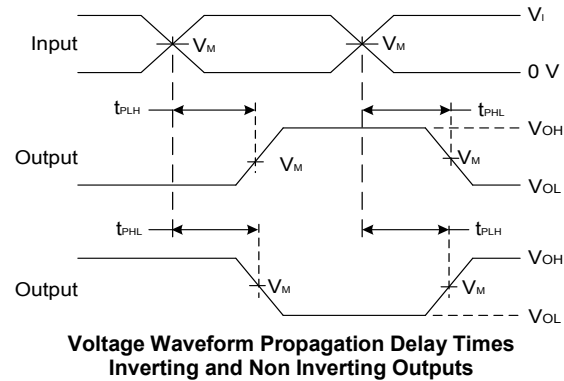 VI
Input VM VM
0 V
tPLH tPHL
VOH
Output VM VM
VOL
tPHL tPLH
VOH
Output VM VM
VOL
Voltage Waveform Propagation Delay Times
Inverting and Non Inverting Outputs